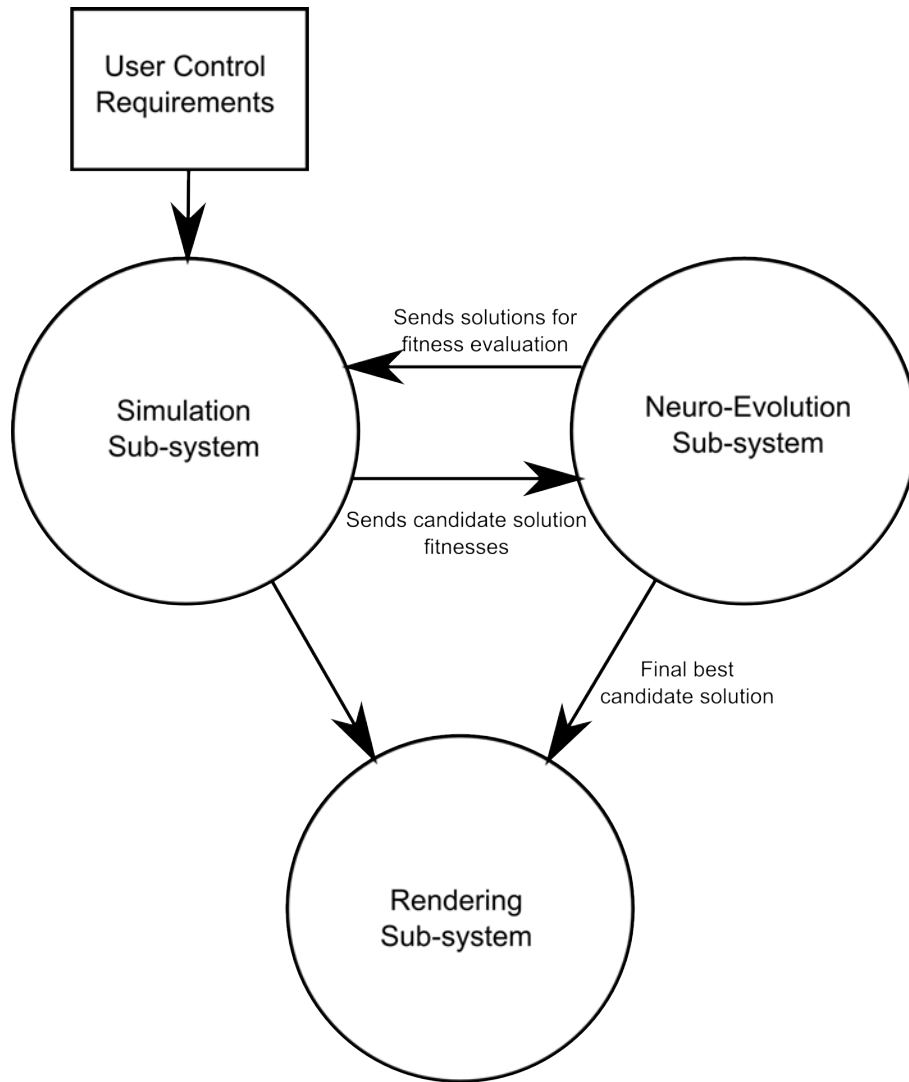 User Control
Requirements
Sends solutions for
fitness evaluation
Simulation
Sub-system
Neuro-Evolution
Sub-system
Sends candidate solution
fitnesses
Final best
candidate solution
Rendering
Sub-system